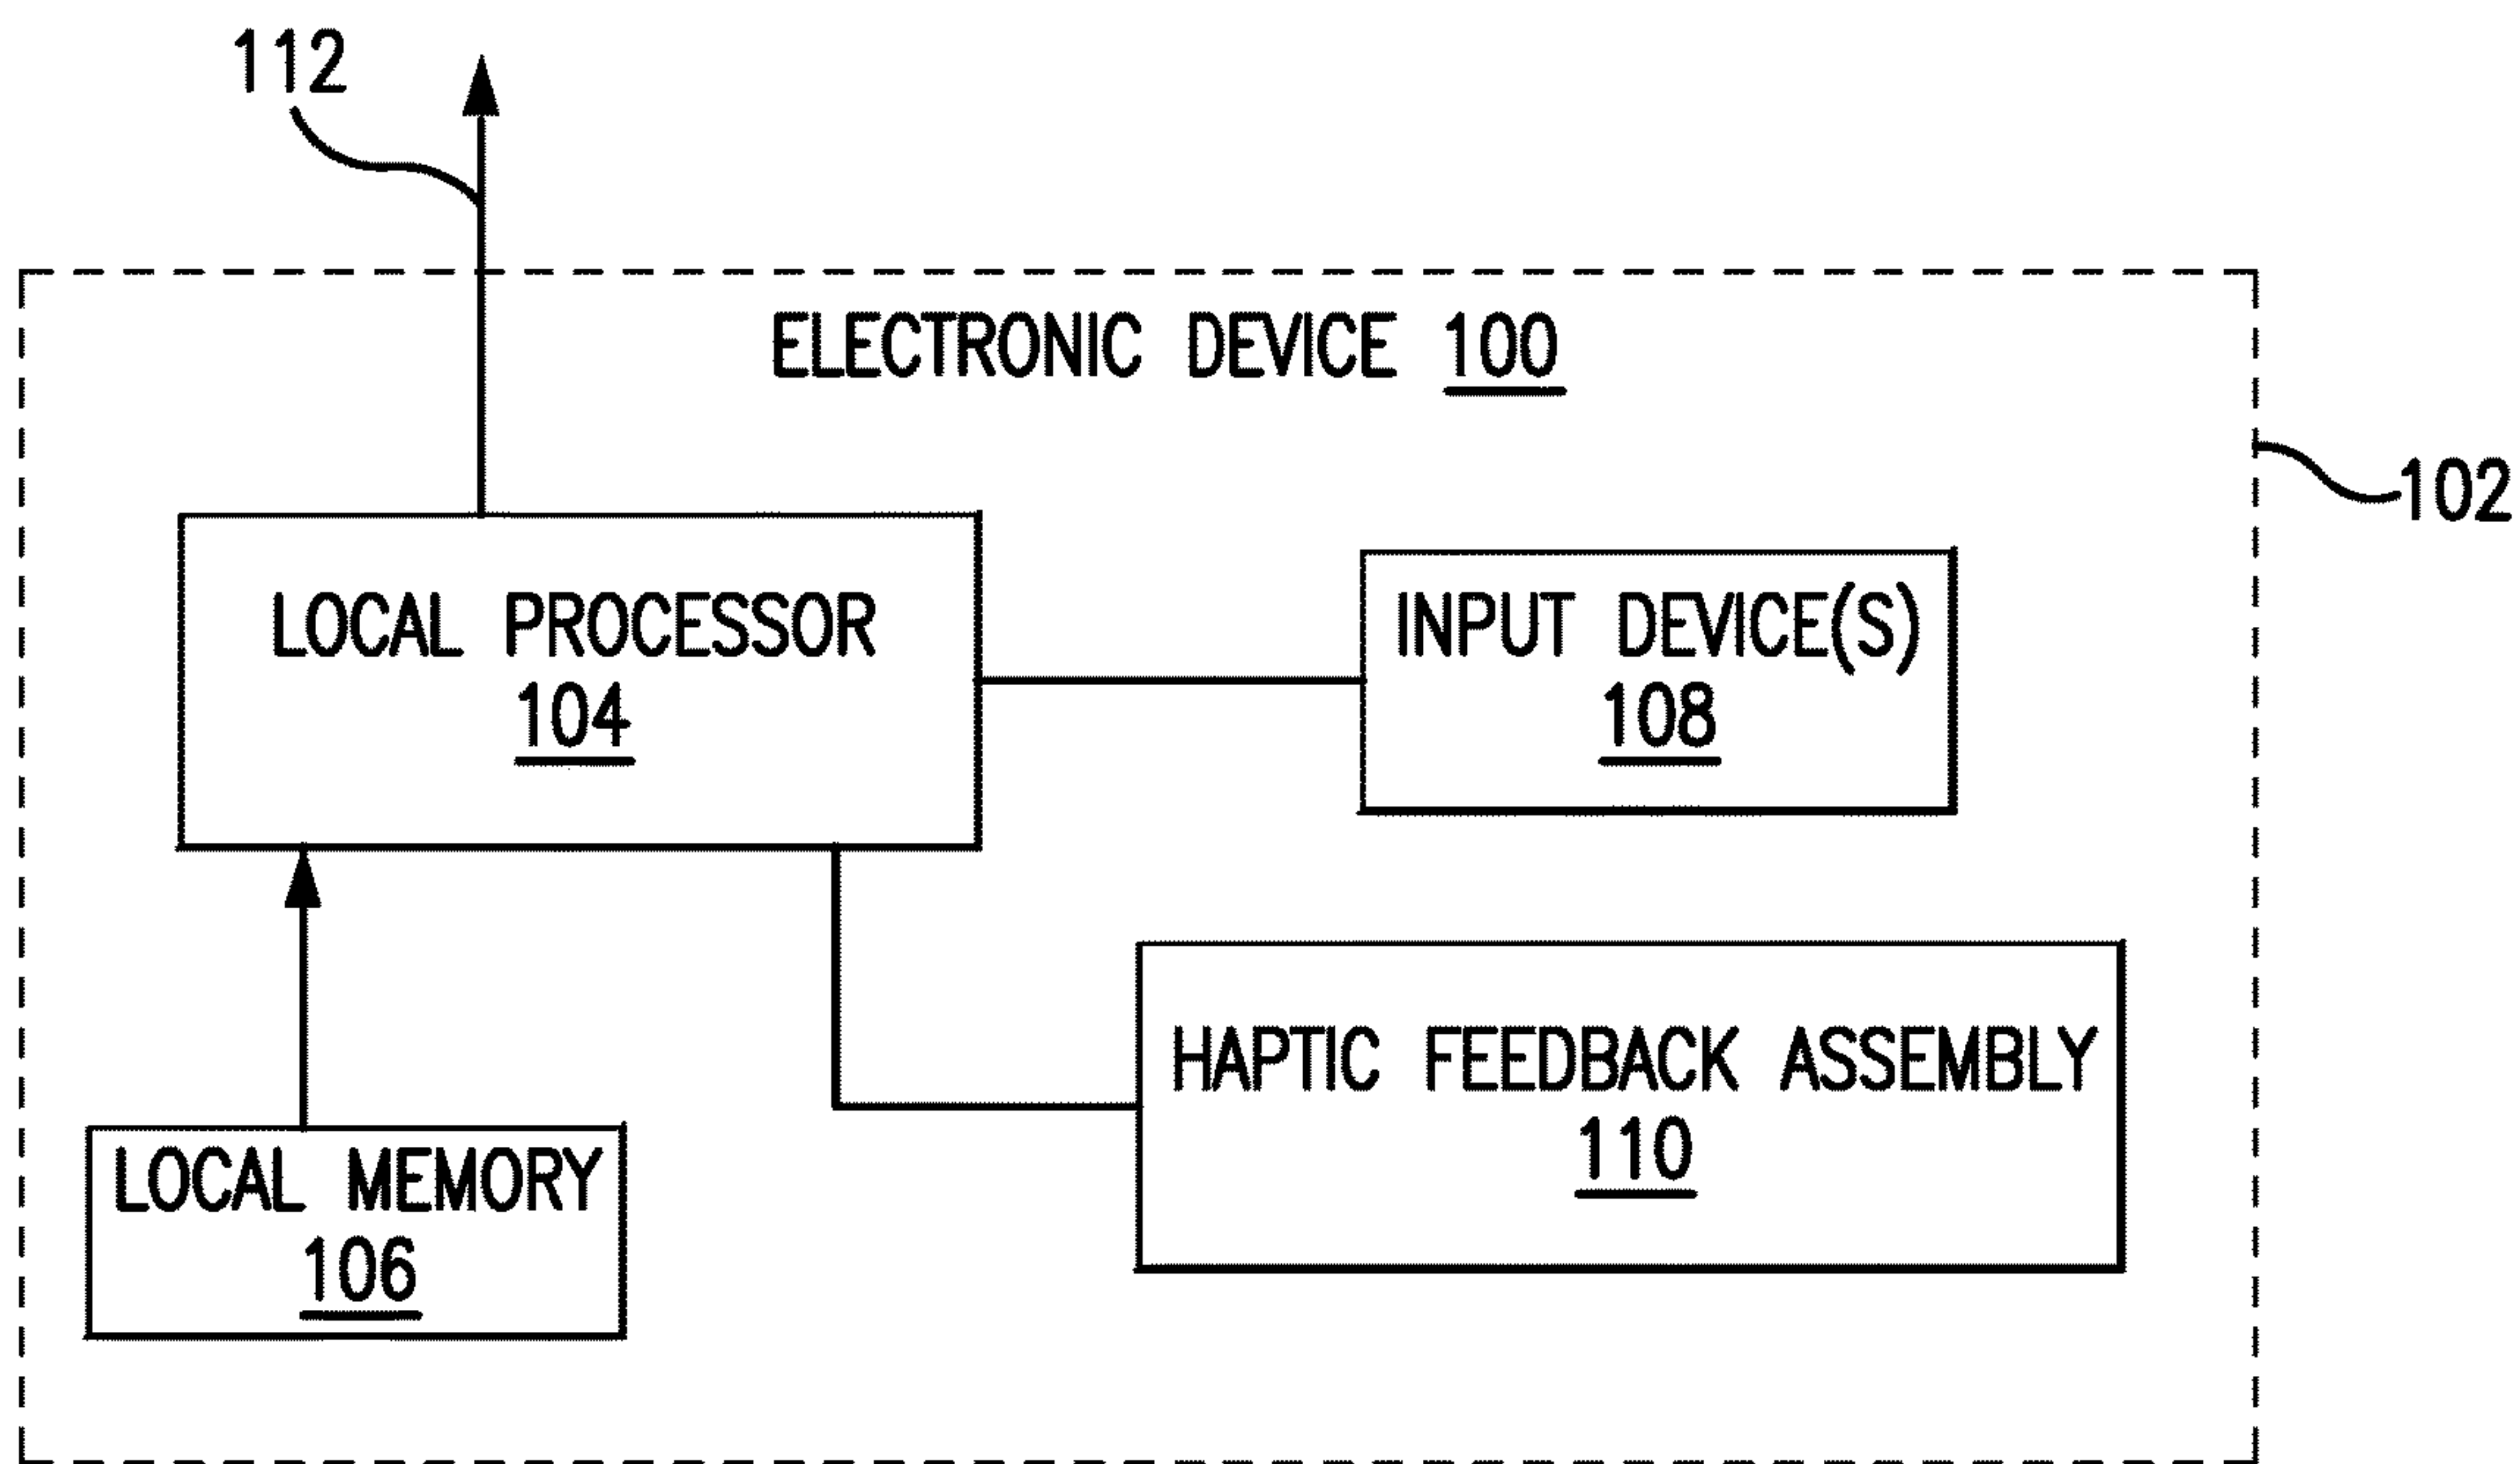 112
ELECTRONIC DEVICE 100
102
LOCAL PROCESSOR
104
INPUT DEVICE(S)
108
HAPTIC FEEDBACK ASSEMBLY
110
LOCAL MEMORY
106